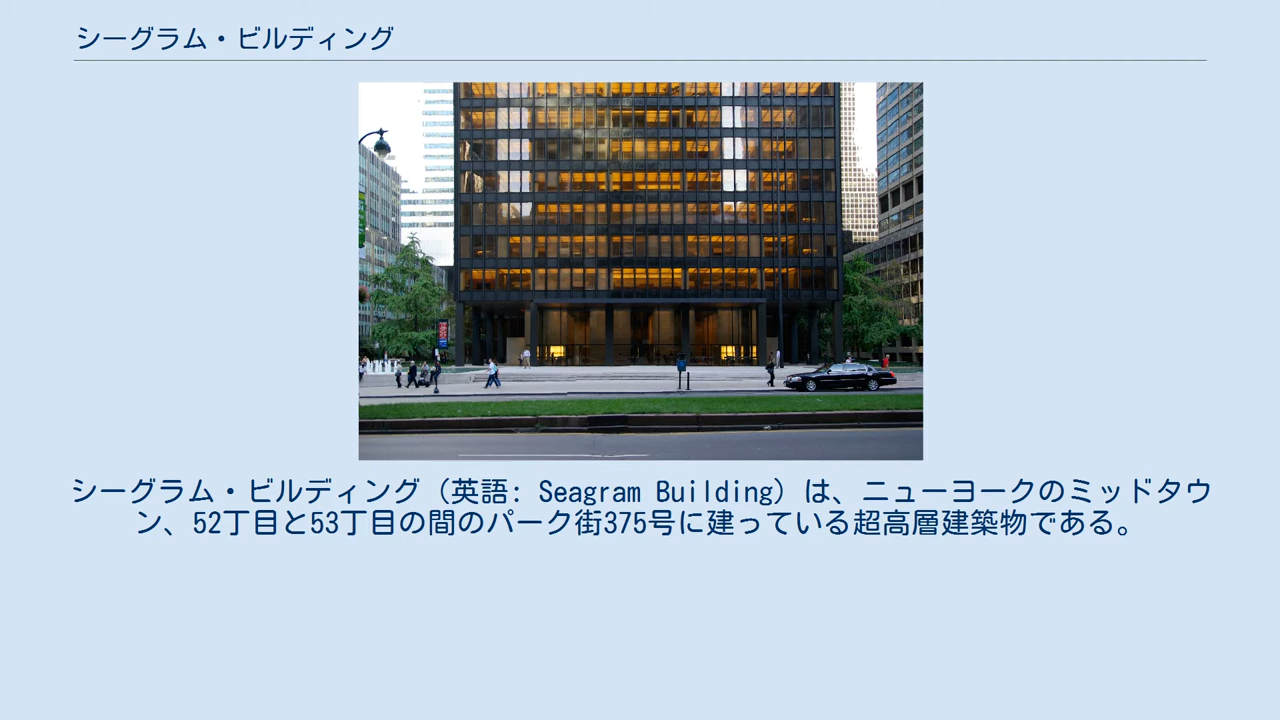 シーグラム・ビルディング
シーグラム・ビルディング（英語: Seagram Building）は、ニューヨークのミッドタウ
ン、52丁目と53丁目の間のパーク街375号に建っている超高層建築物である。